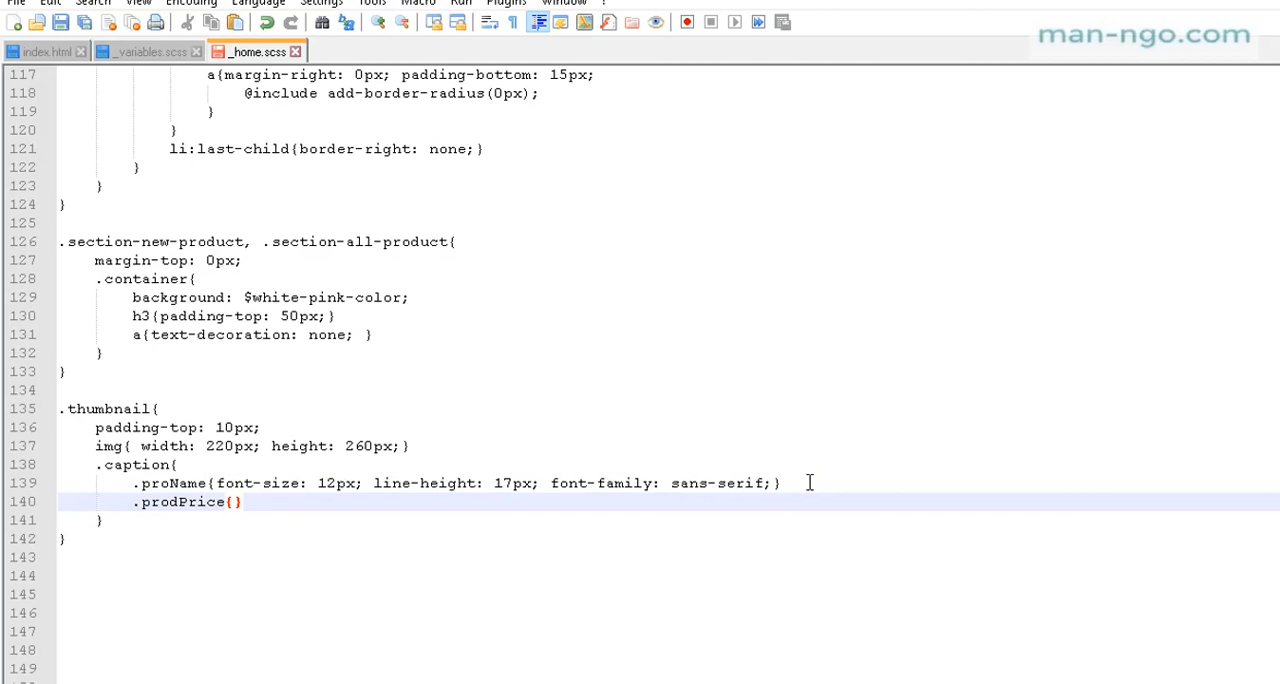 File Edit Search View Encoding Language Settings Tools Macro Run Plugins Window ?
man-ngo.com
index.html _variables.scss _home.scss
117 a{margin-right: 0px; padding-bottom: 15px;
118 @include add-border-radius(0px);
119 }
120 }
121 li:last-child{border-right: none;}
122 }
123 }
124 }
125
126 .section-new-product, .section-all-product{
127 margin-top: 0px;
128 .container{
129 background: $white-pink-color;
130 h3{padding-top: 50px;}
131 a{text-decoration: none; }
132 }
133 }
134
135 .thumbnail{
136 padding-top: 10px;
137 img{ width: 220px; height: 260px;}
138 .caption{
139 .proName{font-size: 12px; line-height: 17px; font-family: sans-serif;}
140 .prodPrice{}
141 }
142 }
143
144
145
146
147
148
149